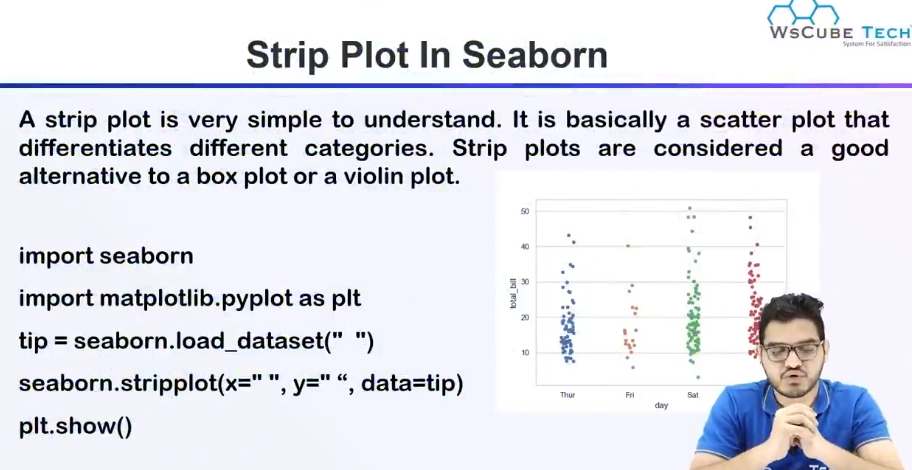 WsCube Tech
System For Satisfaction
Strip Plot In Seaborn
A strip plot is very simple to understand. It is basically a scatter plot that
differentiates different categories. Strip plots are considered a good
alternative to a box plot or a violin plot.
import seaborn
import matplotlib.pyplot as plt
tip = seaborn.load_dataset(" ")
seaborn.stripplot(x=" ", y=" “, data=tip)
plt.show()
50
40
30
20
10
total_bill
Thur
Fri
Sat
day